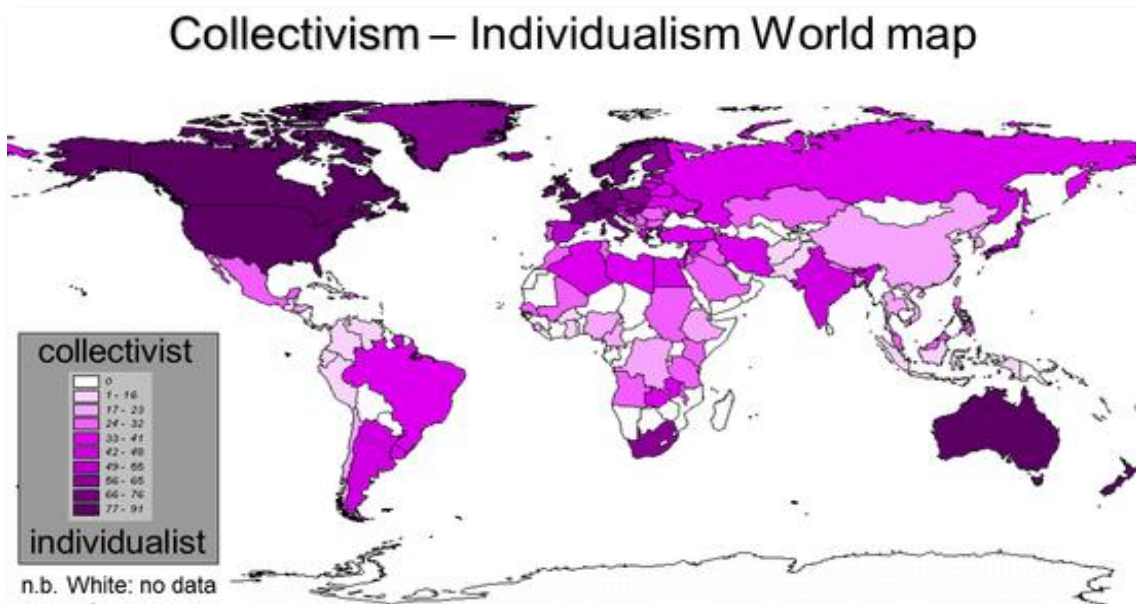 Collectivism – Individualism World map
collectivist
0
1 - 16
17 - 23
24 - 32
33 - 41
42 - 48
49 - 55
56 - 65
66 - 76
77 - 91
individualist
n.b. White: no data